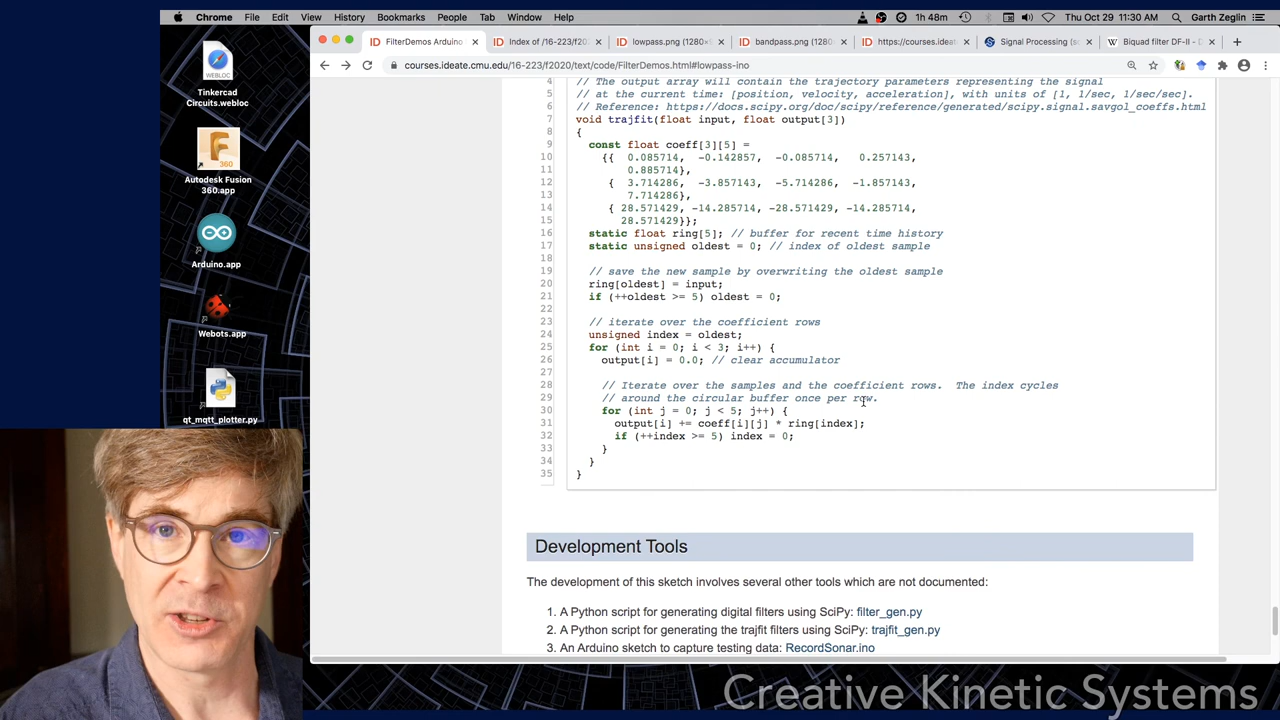 Chrome File Edit View History Bookmarks People Tab Window Help
1h 48m
Thu Oct 29 11:30 AM Garth Zeglin
FilterDemos Arduino
Index of /16-223/f202
lowpass.png (1280×
bandpass.png (1280
https://courses.ideat
Signal Processing (sc
Biquad filter DF-II - D
courses.ideate.cmu.edu/16-223/f2020/text/code/FilterDemos.html#lowpass-ino
WEBLOC
Tinkercad
Circuits.webloc
F
360
Autodesk Fusion
360.app
Arduino.app
Webots.app
qt_mqtt_plotter.py
4 // The output array will contain the trajectory parameters representing the signal
5 // at the current time: [position, velocity, acceleration], with units of [1, 1/sec, 1/sec/sec].
6 // Reference: https://docs.scipy.org/doc/scipy/reference/generated/scipy.signal.savgol_coeffs.html
7 void trajfit(float input, float output[3])
8 {
9 const float coeff[3][5] =
10 {{ 0.085714, -0.142857, -0.085714, 0.257143,
11 0.885714},
12 { 3.714286, -3.857143, -5.714286, -1.857143,
13 7.714286},
14 { 28.571429, -14.285714, -28.571429, -14.285714,
15 28.571429}};
16 static float ring[5]; // buffer for recent time history
17 static unsigned oldest = 0; // index of oldest sample
18
19 // save the new sample by overwriting the oldest sample
20 ring[oldest] = input;
21 if (++oldest >= 5) oldest = 0;
22
23 // iterate over the coefficient rows
24 unsigned index = oldest;
25 for (int i = 0; i < 3; i++) {
26 output[i] = 0.0; // clear accumulator
27
28 // Iterate over the samples and the coefficient rows. The index cycles
29 // around the circular buffer once per row.
30 for (int j = 0; j < 5; j++) {
31 output[i] += coeff[i][j] * ring[index];
32 if (++index >= 5) index = 0;
33 }
34 }
35 }
Development Tools
The development of this sketch involves several other tools which are not documented:
1. A Python script for generating digital filters using SciPy: filter_gen.py
2. A Python script for generating the trajfit filters using SciPy: trajfit_gen.py
3. An Arduino sketch to capture testing data: RecordSonar.ino
Creative Kinetic Systems